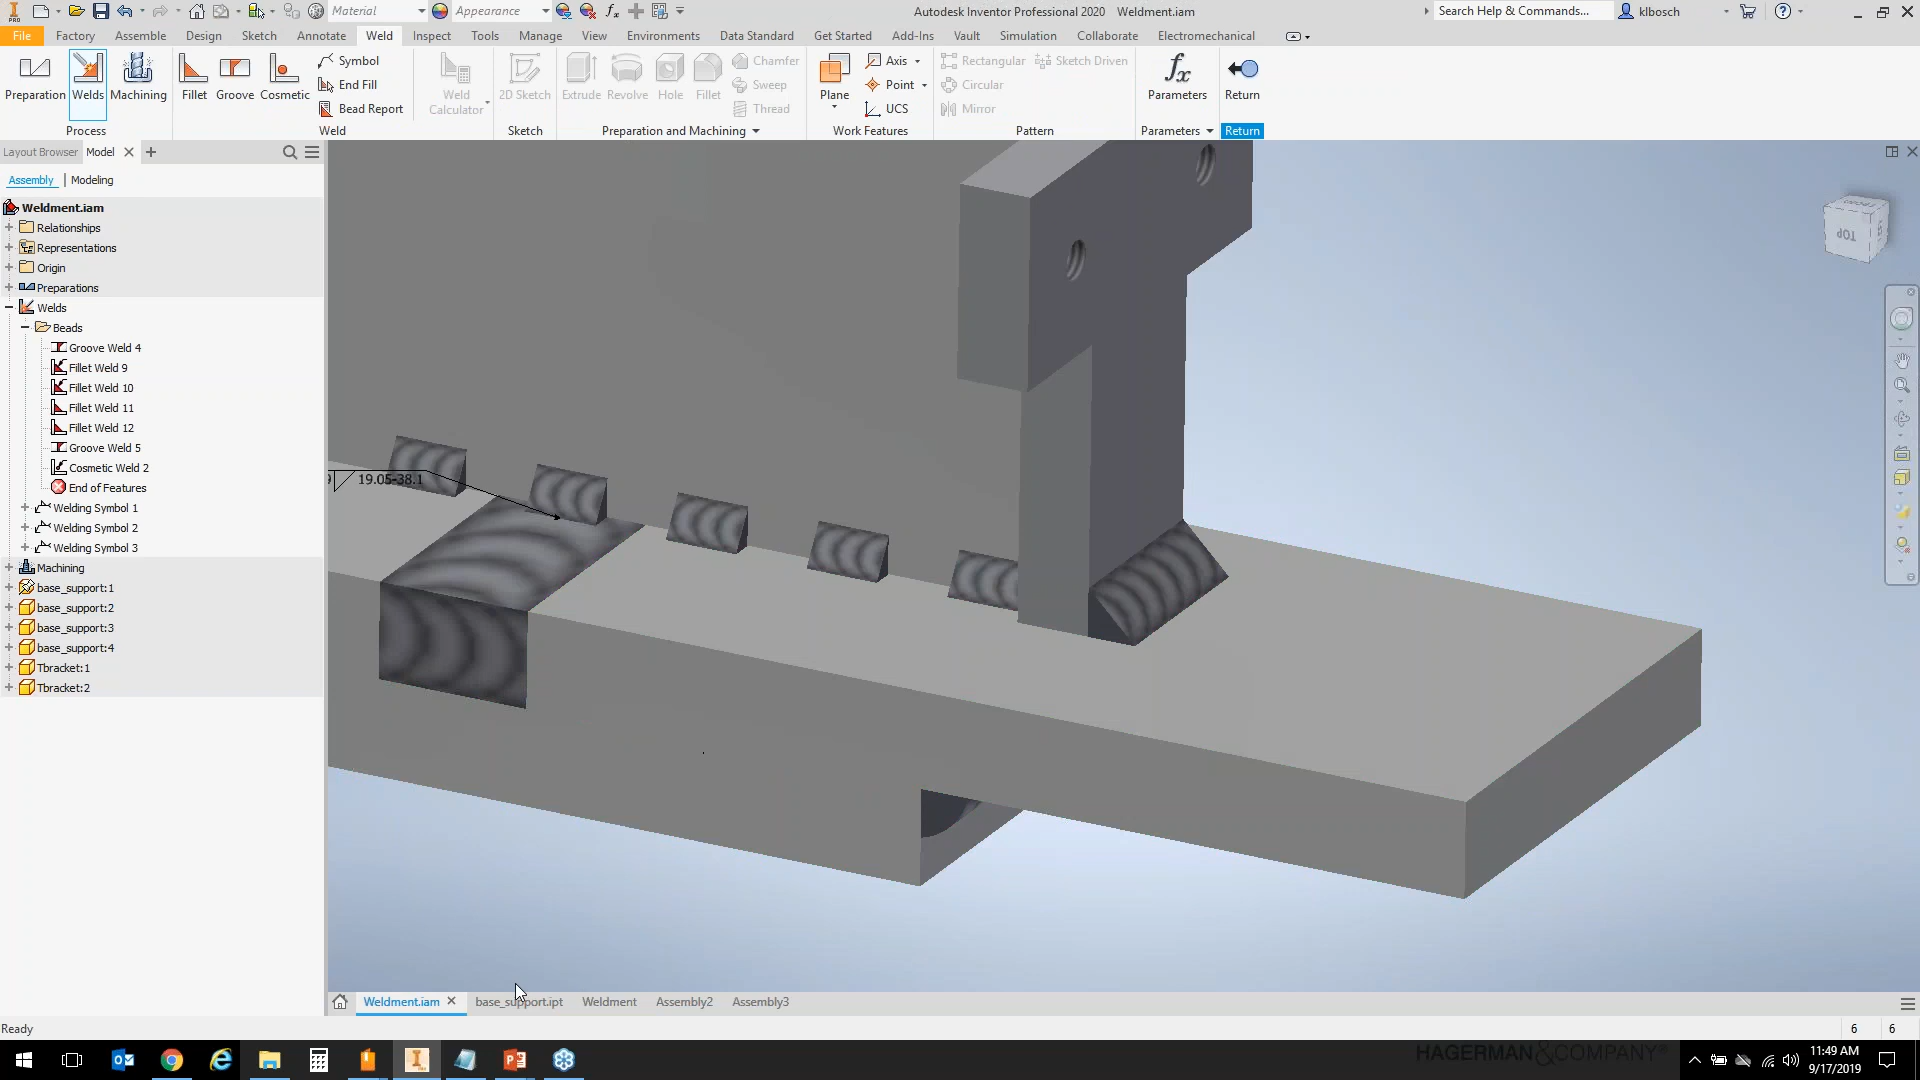 Material
Appearance
Autodesk Inventor Professional 2020 Weldment.iam
Search Help & Commands...
klbosch
File Factory Assemble Design Sketch Annotate Weld Inspect Tools Manage View Environments Data Standard Get Started Add-Ins Vault Simulation Collaborate Electromechanical
Preparation Welds Machining
Process
Fillet Groove Cosmetic
Symbol
End Fill
Bead Report
Weld Calculator
Weld
2D Sketch
Sketch
Extrude Revolve Hole Fillet
Chamfer
Sweep
Thread
Preparation and Machining
Plane
Axis
Point
UCS
Work Features
Rectangular Sketch Driven
Circular
Mirror
Pattern
fx
Parameters
Parameters
Return
Return
Layout Browser Model
Assembly Modeling
Weldment.iam
Relationships
Representations
Origin
Preparations
Welds
Beads
Groove Weld 4
Fillet Weld 9
Fillet Weld 10
Fillet Weld 11
Fillet Weld 12
Groove Weld 5
Cosmetic Weld 2
End of Features
Welding Symbol 1
Welding Symbol 2
Welding Symbol 3
Machining
base_support:1
base_support:2
base_support:3
base_support:4
Tbracket:1
Tbracket:2
19.05-38.1
TOP
Weldment.iam base_support.ipt Weldment Assembly2 Assembly3
Ready
6 6
HAGERMAN&COMPANY
11:49 AM
9/17/2019